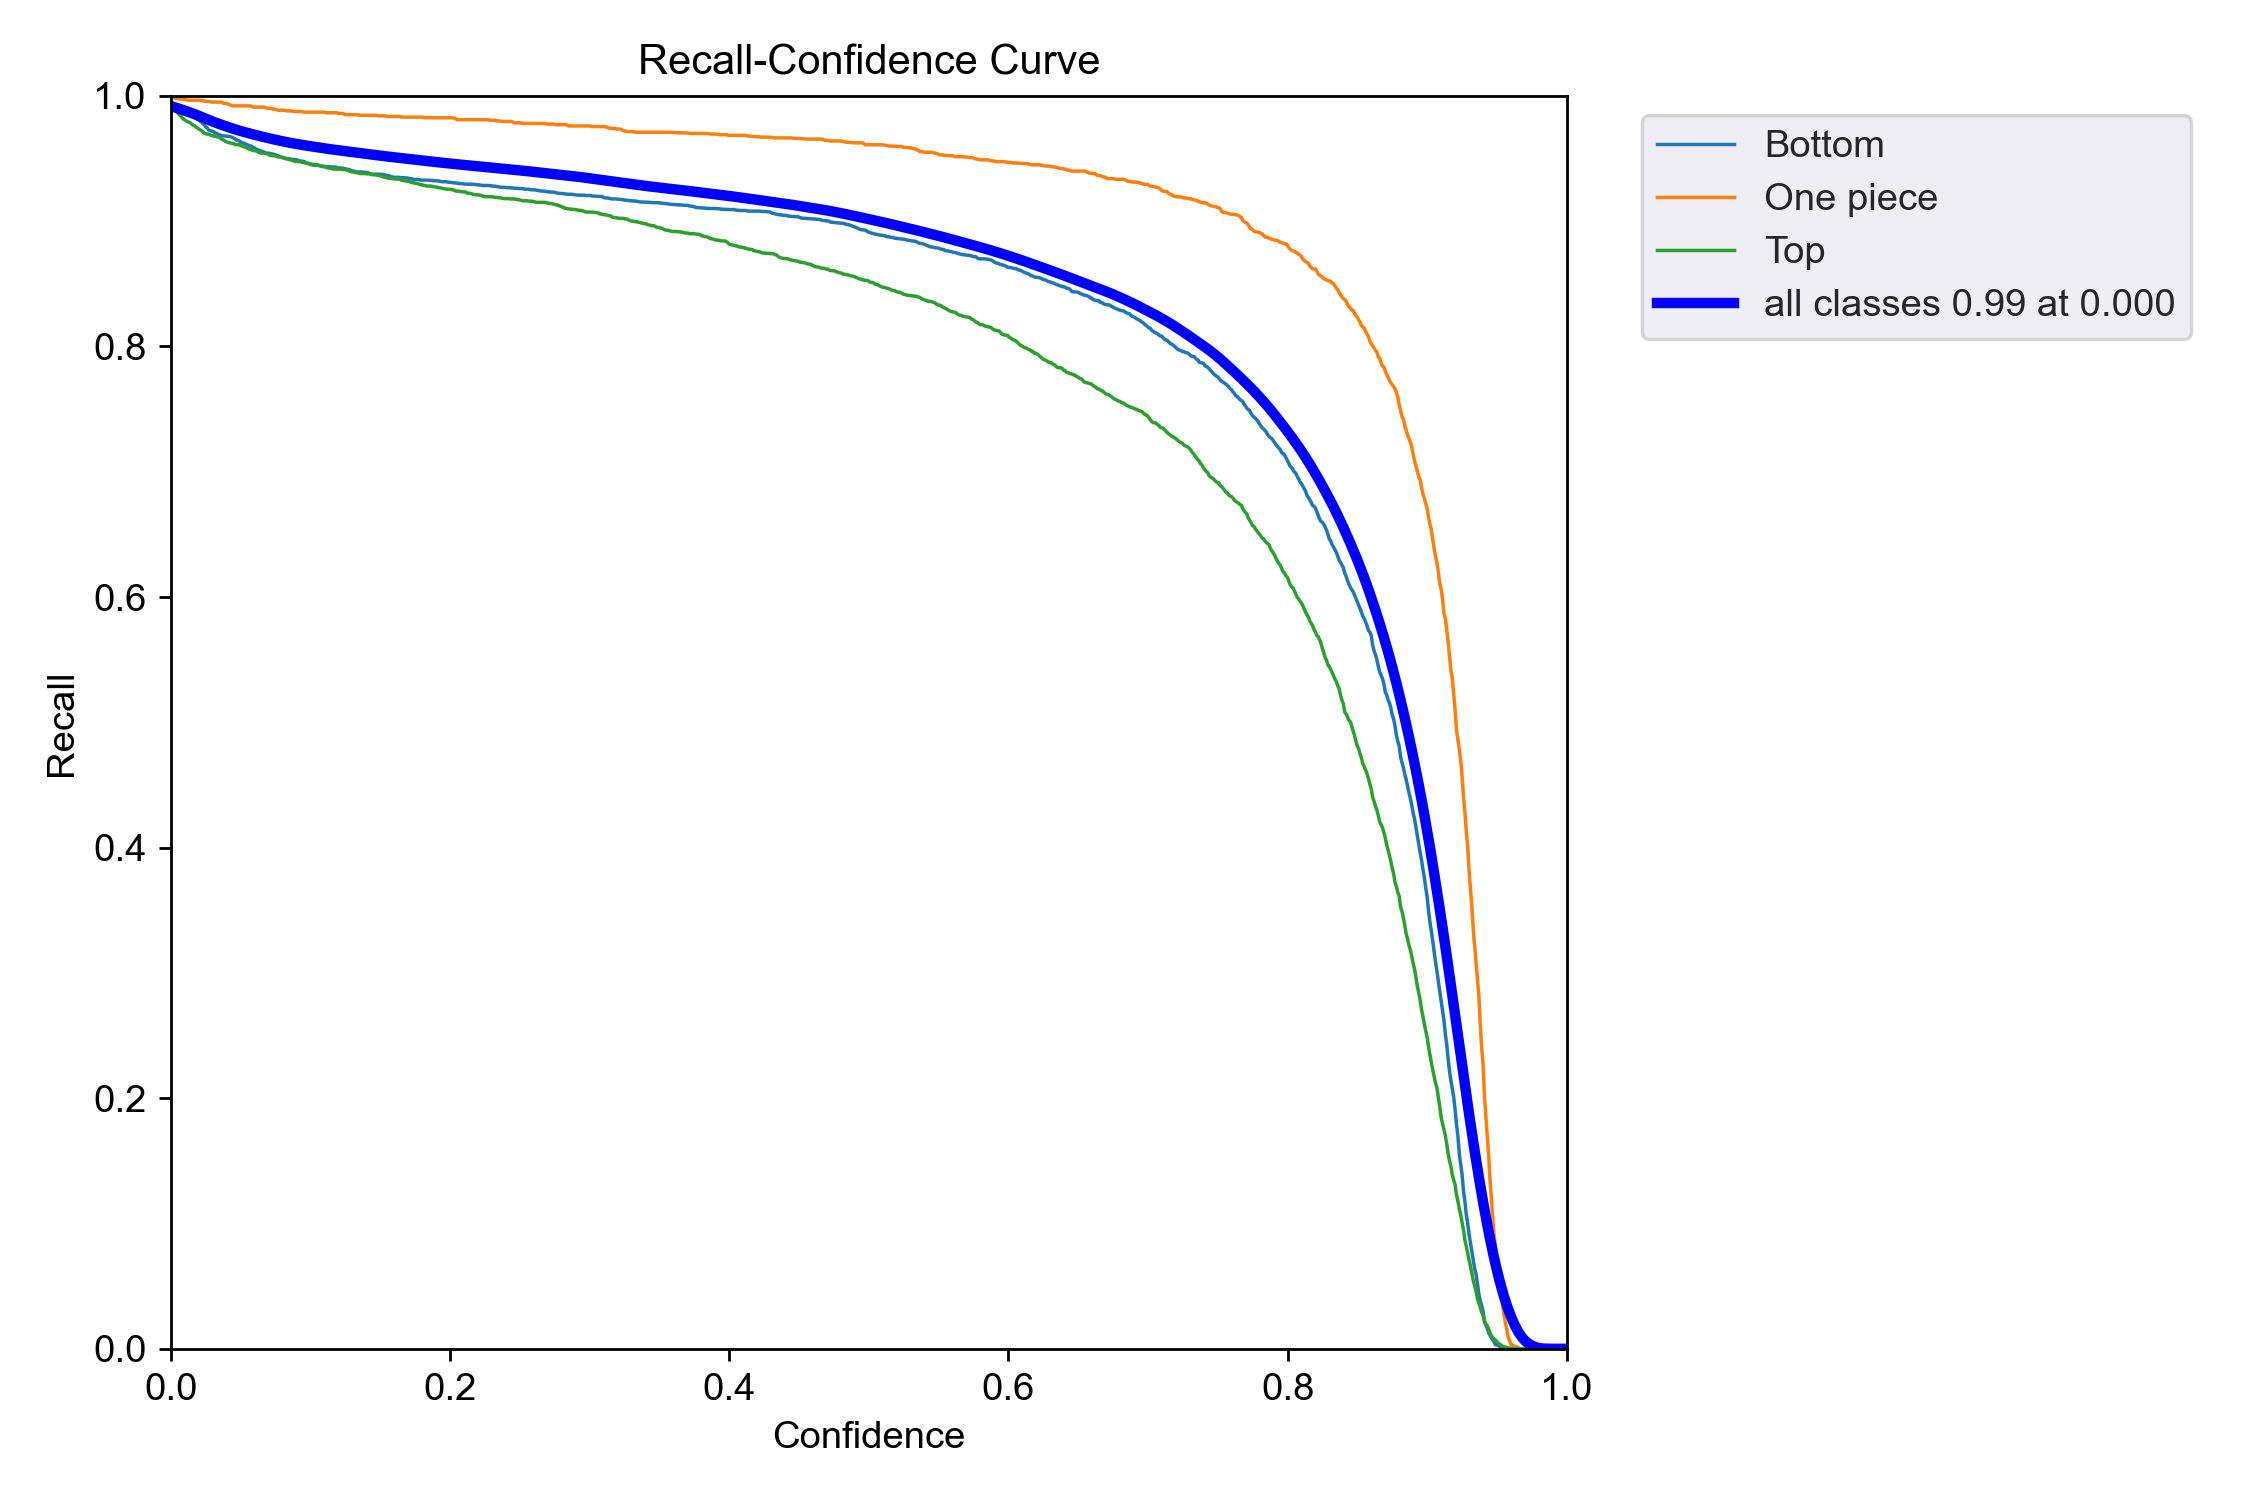 Recall-Confidence Curve
1.0
0.8
0.6
0.4
0.2
0.0
Recall
0.0 0.2 0.4 0.6 0.8 1.0
Confidence
Bottom
One piece
Top
all classes 0.99 at 0.000